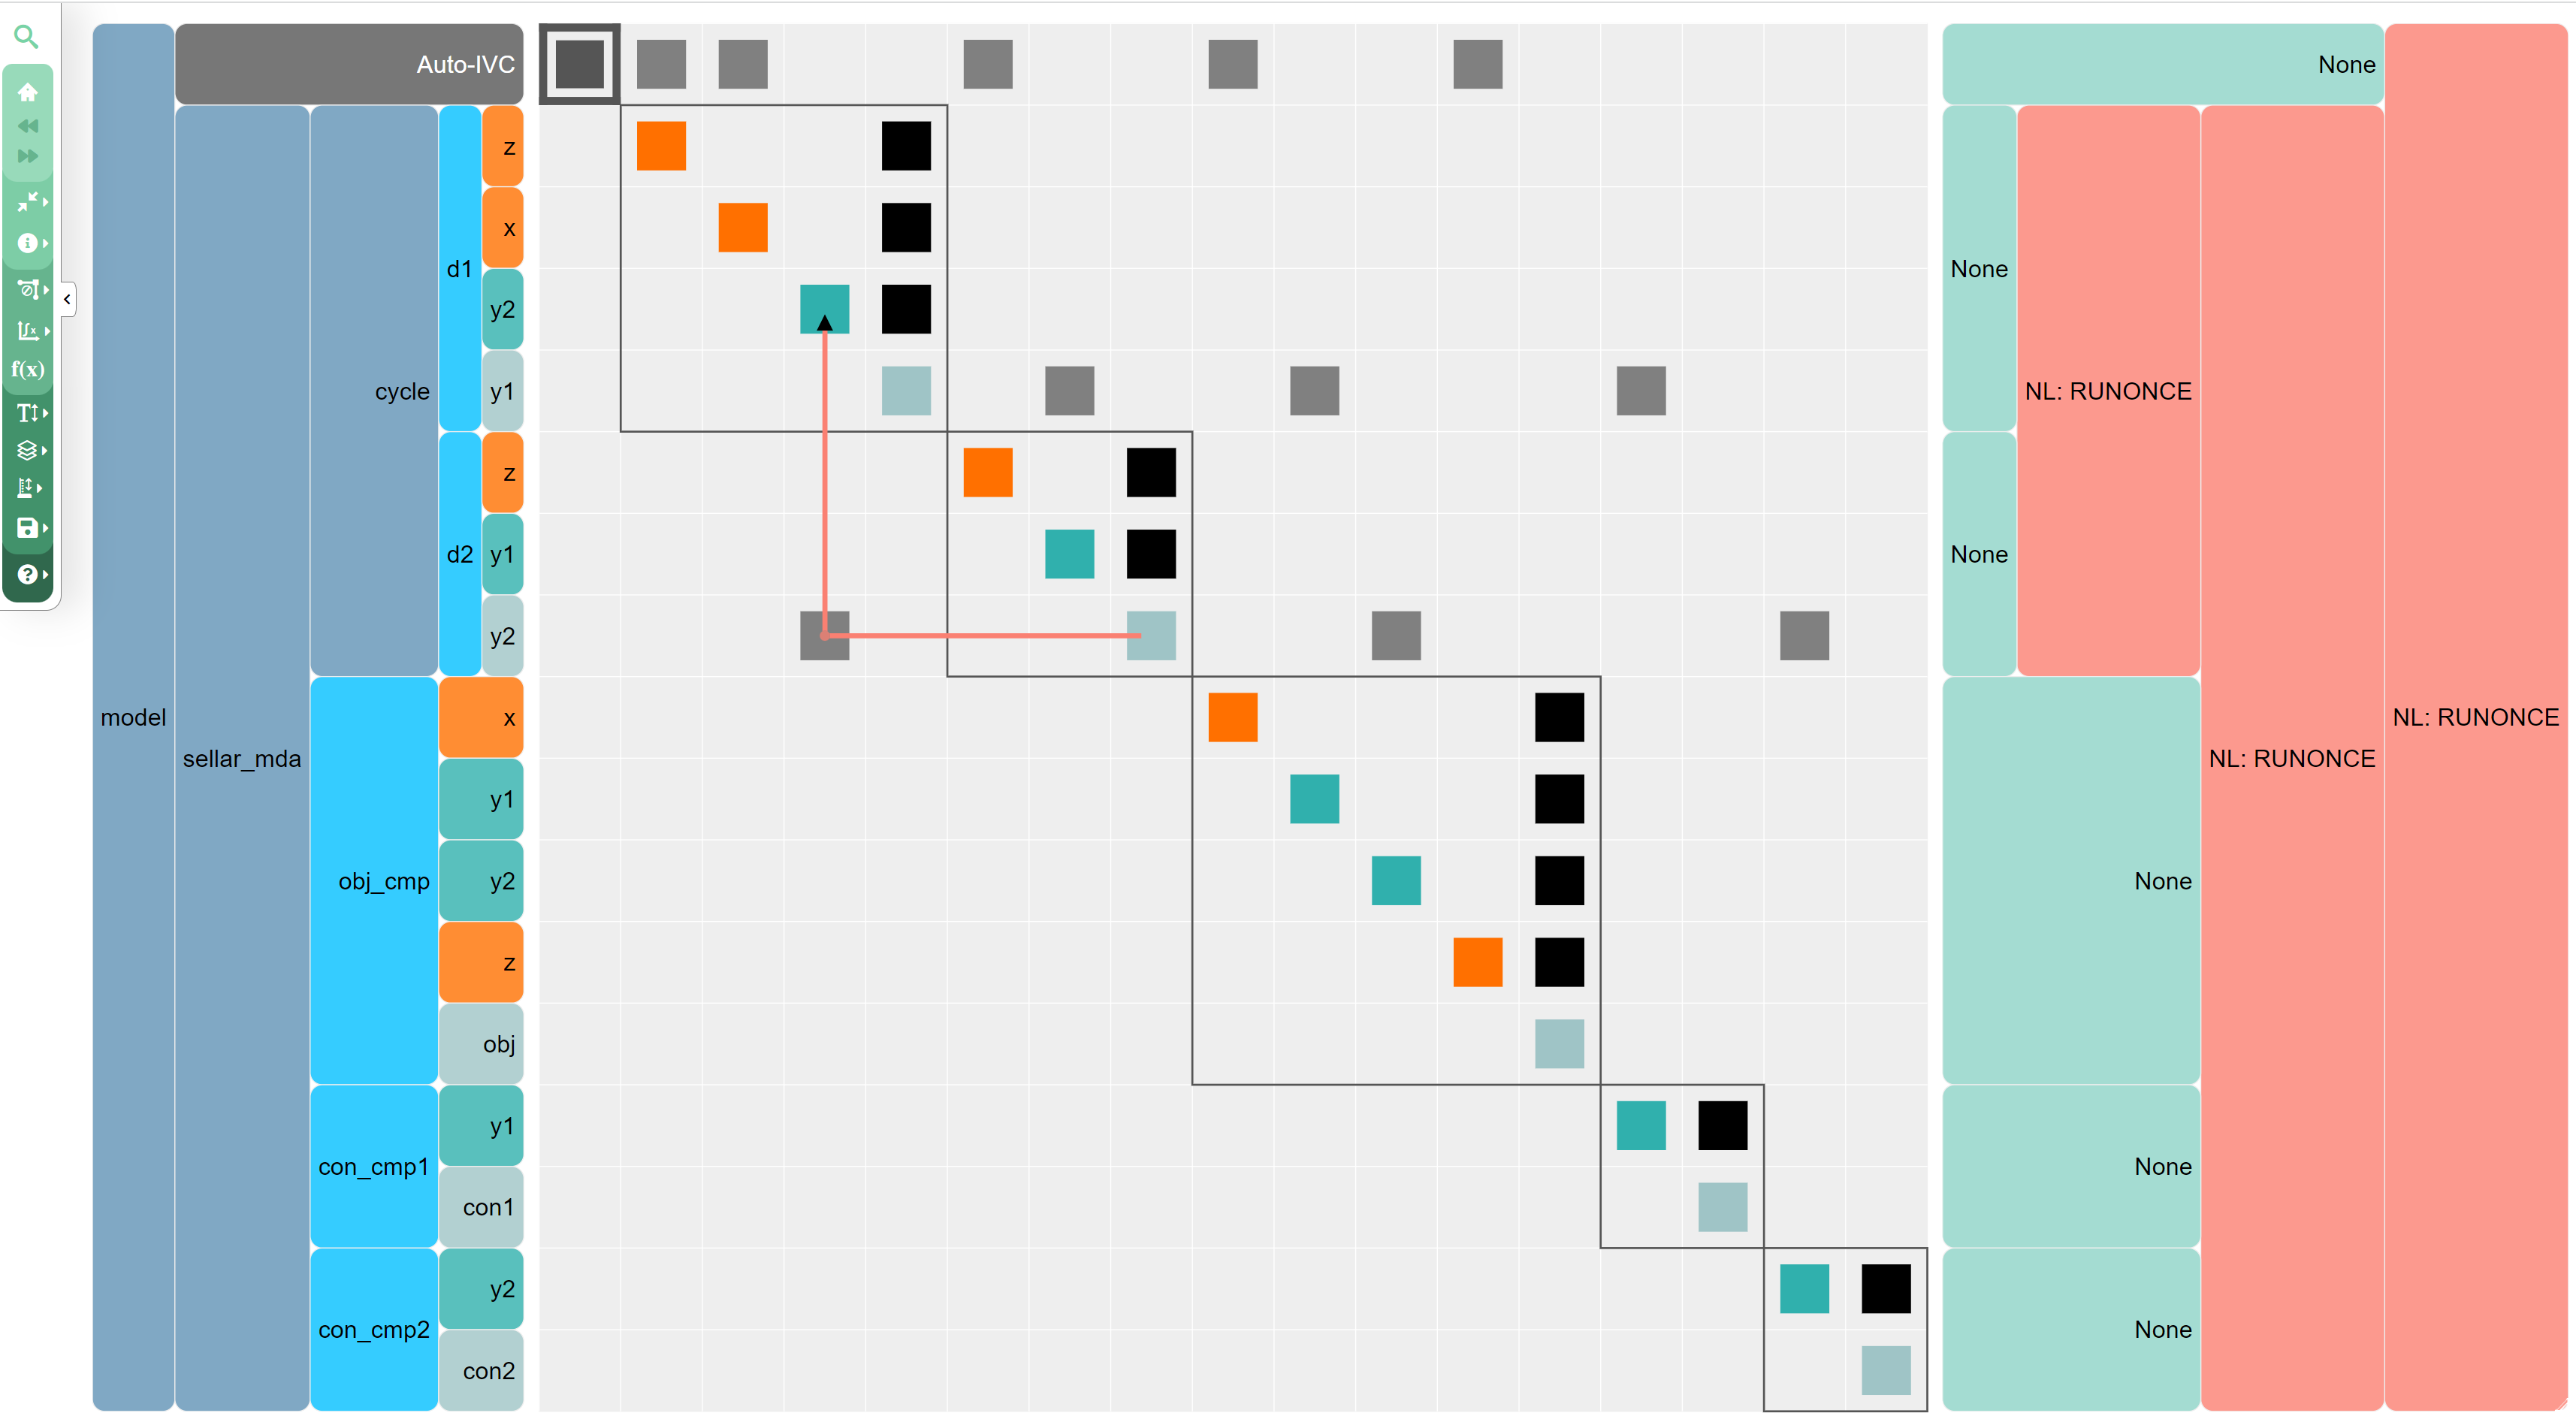 Auto-IVC
None
z
x
d1
None
y2
f(x)
cycle
y1
NL: RUNONCE
T
z
d2
y1
None
y2
model
x
NL: RUNONCE
sellar_mda
NL: RUNONCE
y1
obj_cmp
y2
None
z
obj
y1
con_cmp1
None
con1
y2
con_cmp2
None
con2